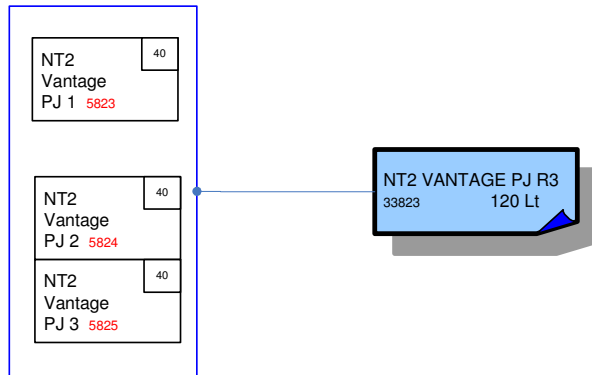 40
NT2
Vantage
PJ 1 5823
40
NT2
Vantage
PJ 2 5824
40
NT2
Vantage
PJ 3 5825
NT2 VANTAGE PJ R3
33823 120 Lt